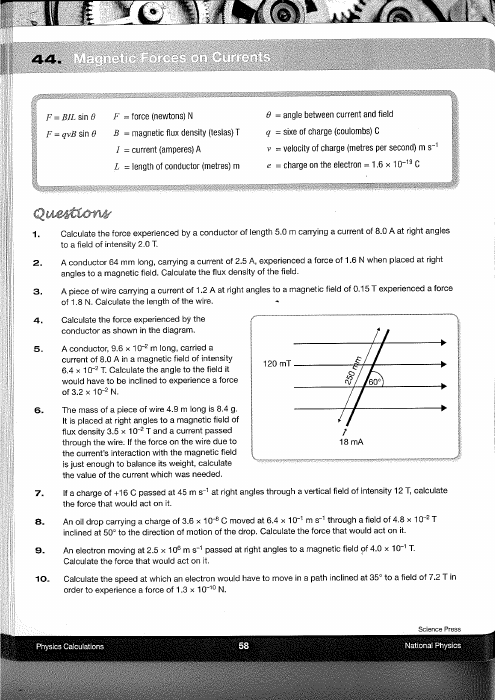 44. Magnetic Forces on Currents
F = BIL sin θ F = force (newtons) N θ = angle between current and field
F = qvB sin θ B = magnetic flux density (teslas) T q = sixe of charge (coulombs) C
I = current (amperes) A v = velocity of charge (metres per second) m s⁻¹
L = length of conductor (metres) m e = charge on the electron = 1.6 × 10⁻¹⁹ C
Questions
1. Calculate the force experienced by a conductor of length 5.0 m carrying a current of 8.0 A at right angles
to a field of intensity 2.0 T.
2. A conductor 64 mm long, carrying a current of 2.5 A, experienced a force of 1.6 N when placed at right
angles to a magnetic field. Calculate the flux density of the field.
3. A piece of wire carrying a current of 1.2 A at right angles to a magnetic field of 0.15 T experienced a force
of 1.8 N. Calculate the length of the wire.
4. Calculate the force experienced by the
conductor as shown in the diagram.
5. A conductor, 9.6 × 10⁻² m long, carried a
current of 8.0 A in a magnetic field of intensity
6.4 × 10⁻² T. Calculate the angle to the field it
would have to be inclined to experience a force
of 3.2 × 10⁻² N.
120 mT
250 mm
60°
I
18 mA
6. The mass of a piece of wire 4.9 m long is 8.4 g.
It is placed at right angles to a magnetic field of
flux density 3.5 × 10⁻² T and a current passed
through the wire. If the force on the wire due to
the current's interaction with the magnetic field
is just enough to balance its weight, calculate
the value of the current which was needed.
7. If a charge of +16 C passed at 45 m s⁻¹ at right angles through a vertical field of intensity 12 T, calculate
the force that would act on it.
8. An oil drop carrying a charge of 3.6 × 10⁻⁶ C moved at 6.4 × 10⁻¹ m s⁻¹ through a field of 4.8 × 10⁻² T
inclined at 50° to the direction of motion of the drop. Calculate the force that would act on it.
9. An electron moving at 2.5 × 10⁶ m s⁻¹ passed at right angles to a magnetic field of 4.0 × 10⁻¹ T.
Calculate the force that would act on it.
10. Calculate the speed at which an electron would have to move in a path inclined at 35° to a field of 7.2 T in
order to experience a force of 1.3 × 10⁻¹⁰ N.
Science Press
Physics Calculations 58 National Physics